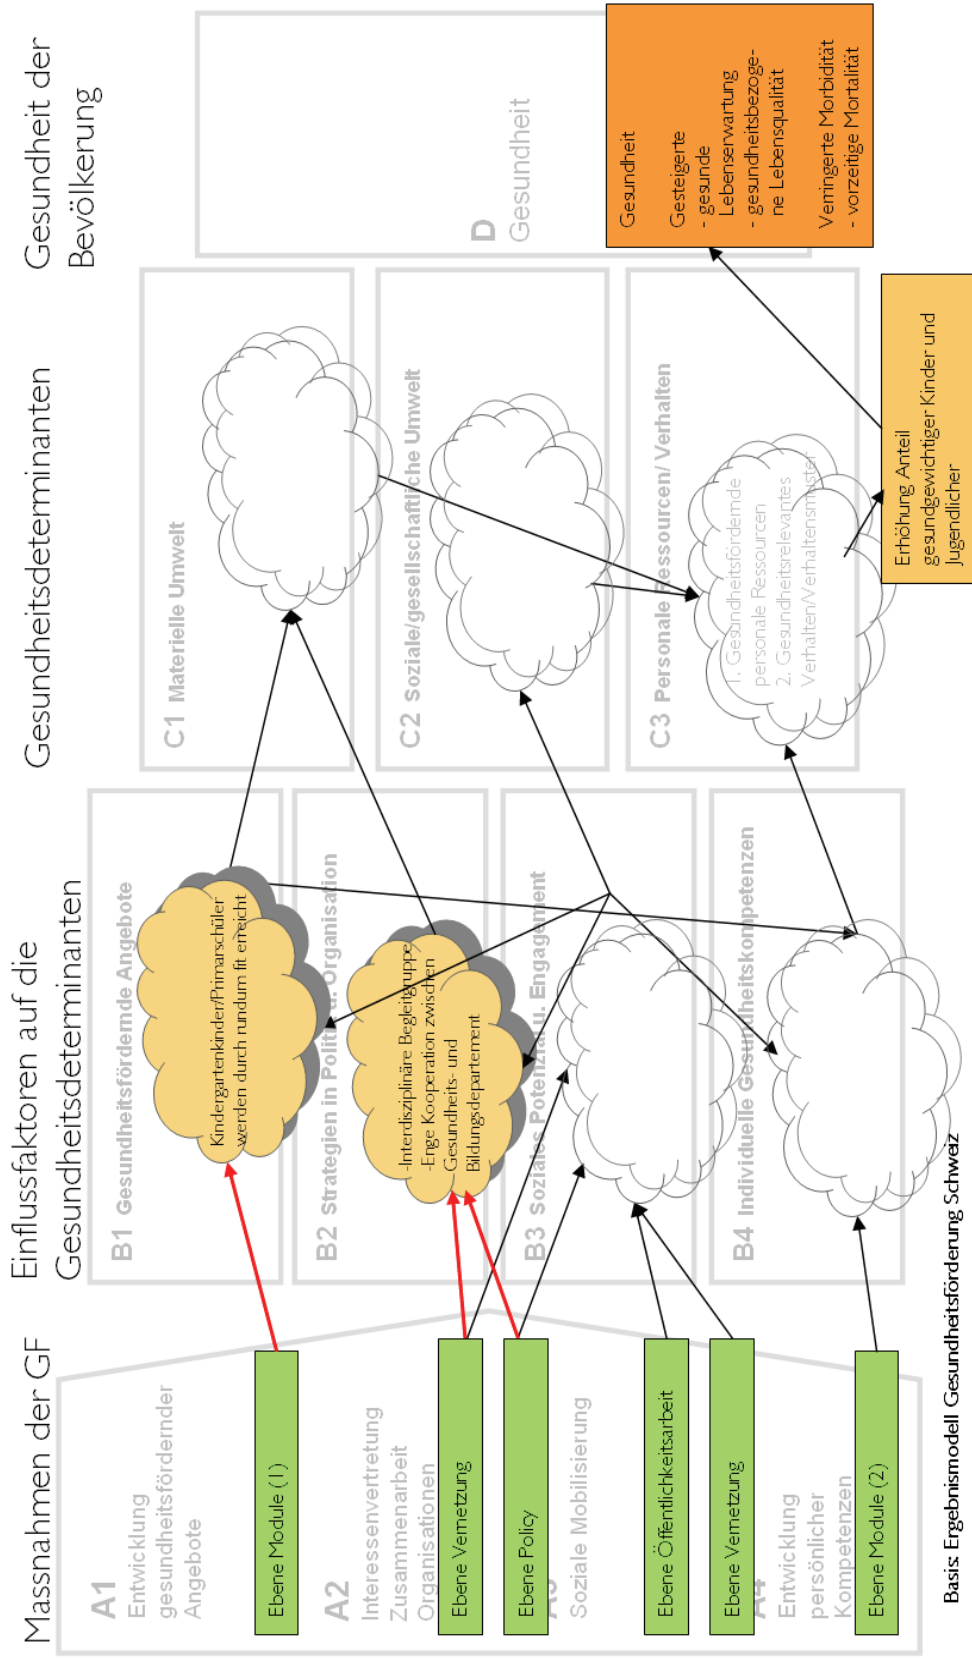 Massnahmen der GF
Einflussfaktoren auf die
Gesundheitsdeterminanten
Gesundheitsdeterminanten
Gesundheit der
Bevölkerung
A1
Entwicklung
gesundheitsfördernder
Angebote
Ebene Module (1)
A2
Interessenvertretung
Zusammenarbeit
Organisationen
Ebene Vernetzung
Ebene Policy
A3
Soziale Mobilisierung
Ebene Öffentlichkeitsarbeit
Ebene Vernetzung
A4
Entwicklung
persönlicher
Kompetenzen
Ebene Module (2)
B1 Gesundheitsfördernde Angebote
Kindergartenkinder/Primarschüler
werden durch rundum fit erreicht
B2 Strategien in Politik u. Organisation
-Interdisziplinäre Begleitgruppe
-Enge Kooperation zwischen
Gesundheits- und
Bildungsdepartement
B3 Soziales Potenzial u. Engagement
B4 Individuelle Gesundheitskompetenzen
C1 Materielle Umwelt
C2 Soziale/gesellschaftliche Umwelt
C3 Personale Ressourcen/ Verhalten
1. Gesundheitsfördernde
personale Ressourcen
2. Gesundheitsrelevantes
Verhalten/Verhaltensmuster
D
Gesundheit
Gesundheit
Gesteigerte
- gesunde
Lebenserwartung
- gesundheitsbezoge-
ne Lebensqualität
Verringerte Morbidität
- vorzeitige Mortalität
Erhöhung Anteil
gesundgewichtiger Kinder und
Jugendlicher
Basis: Ergebnismodell Gesundheitsförderung Schweiz